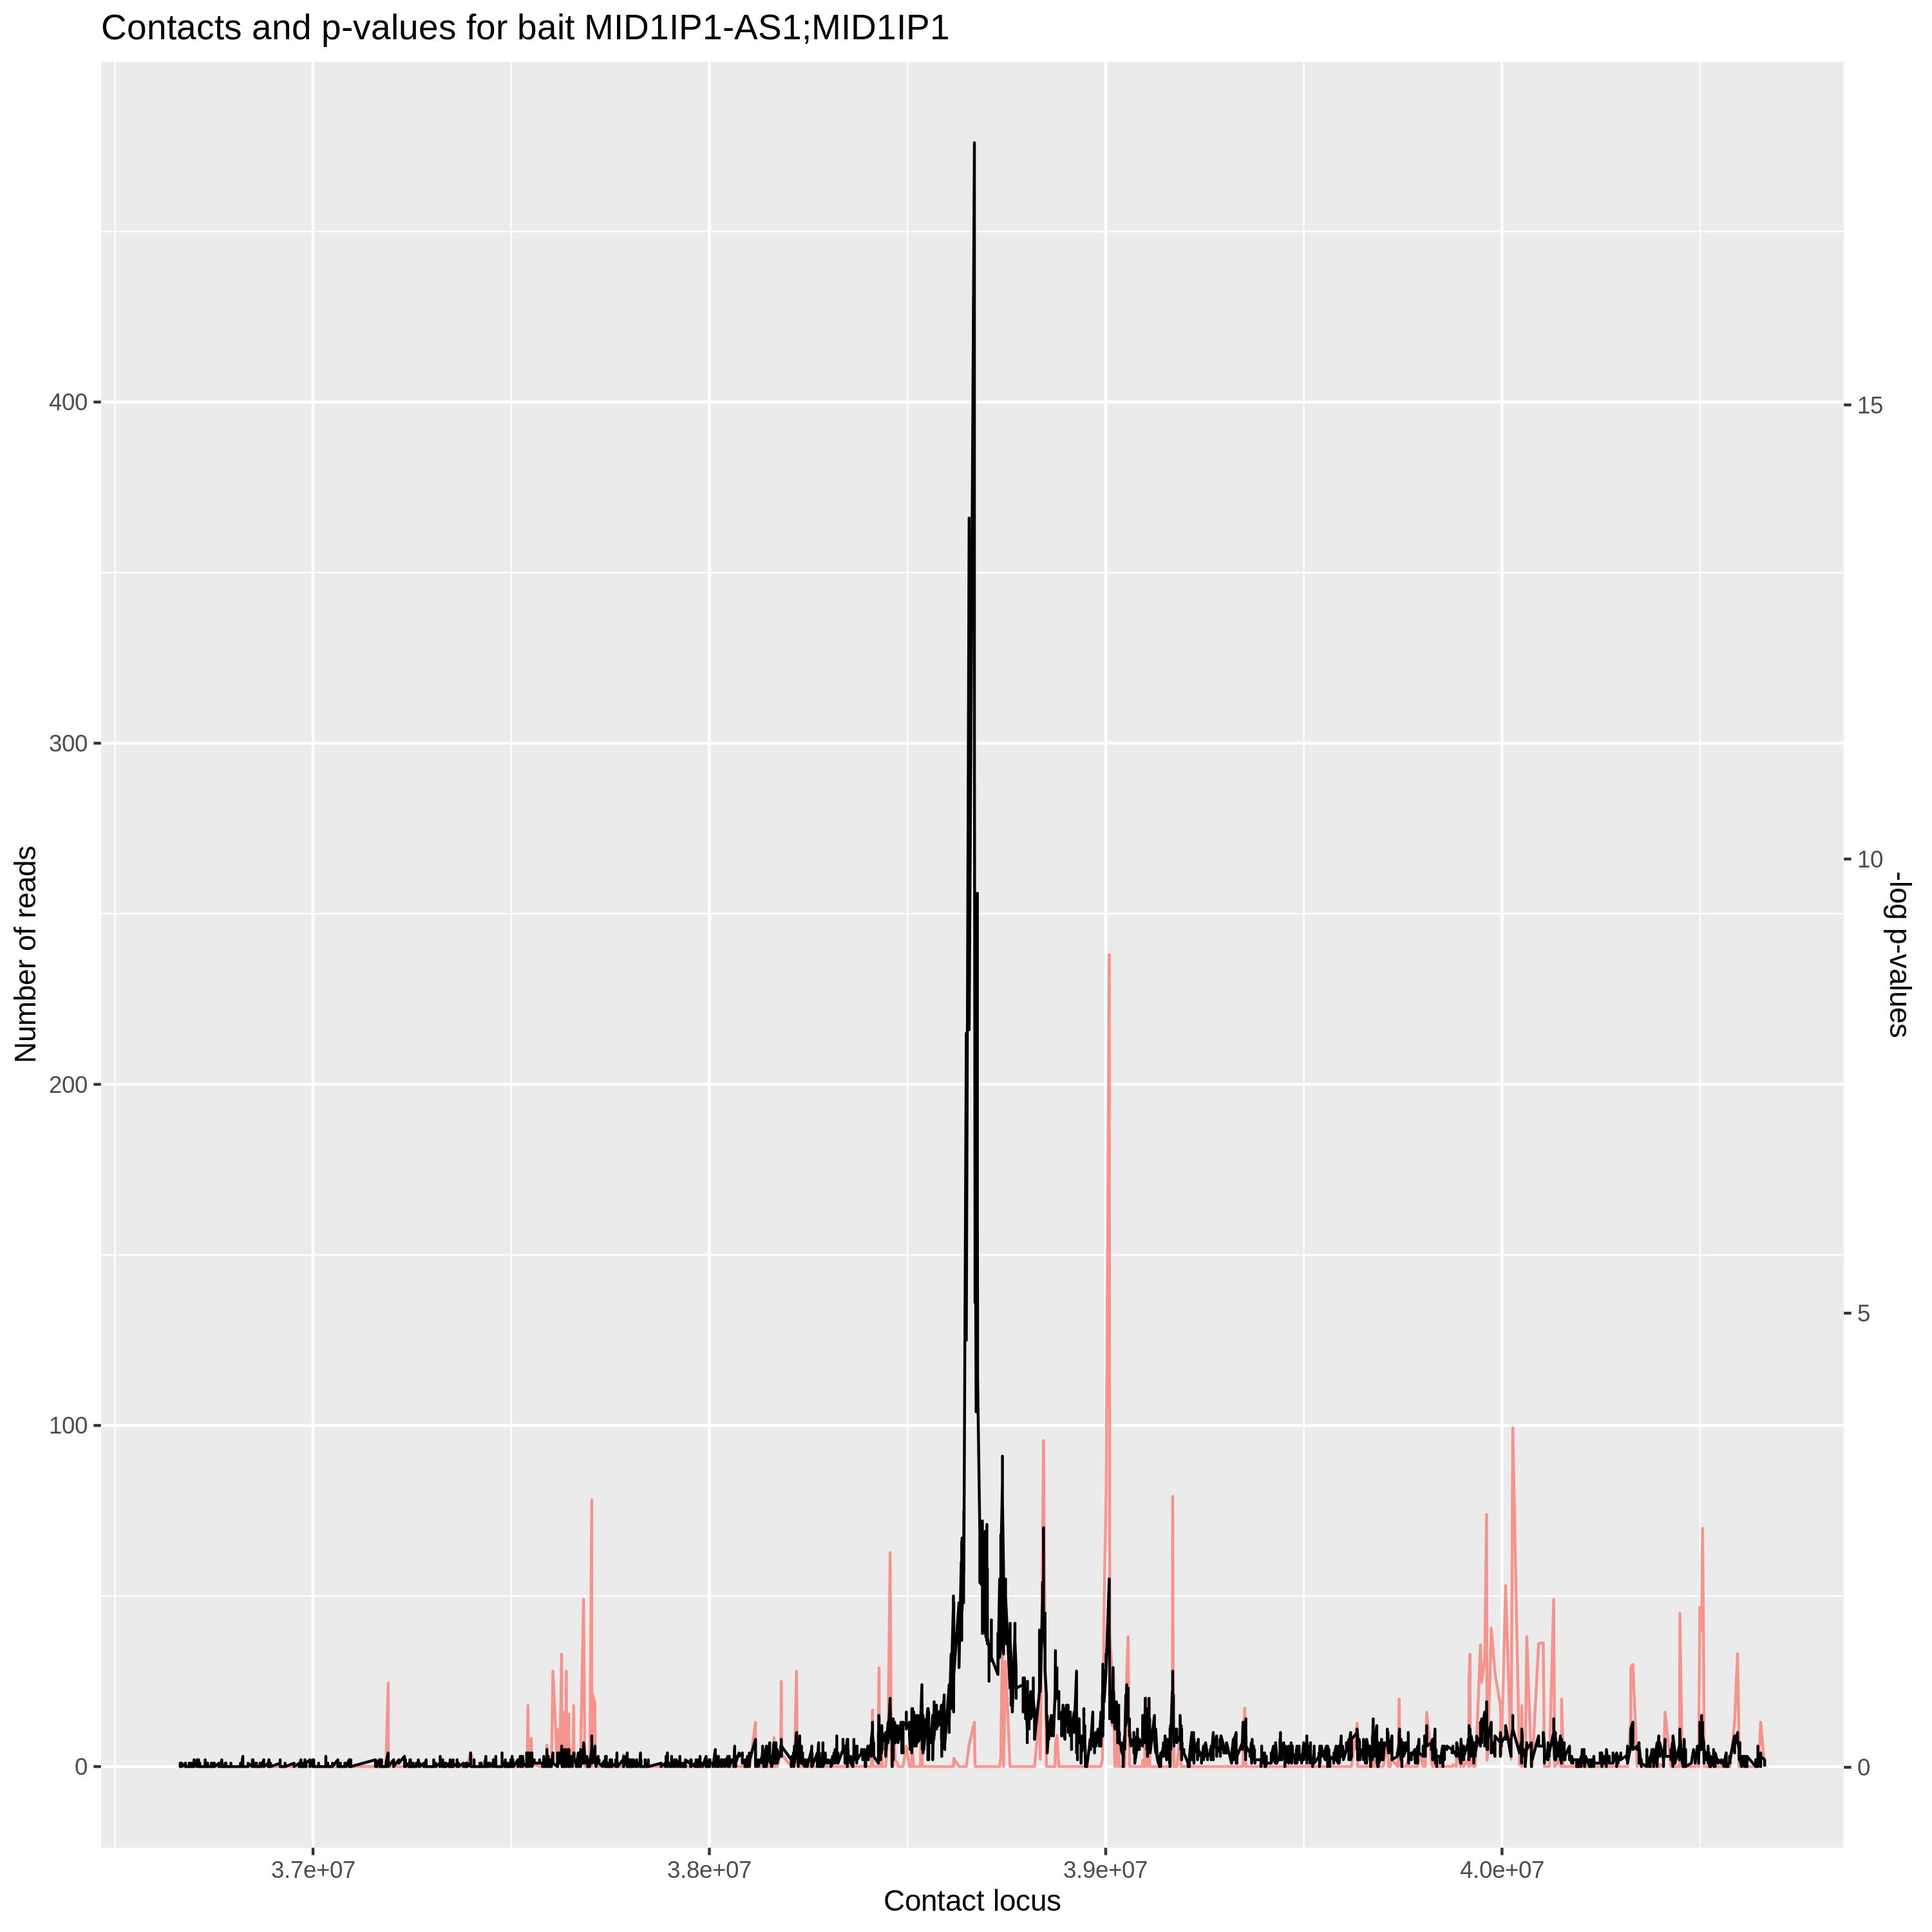 Contacts and p-values for bait MID1IP1-AS1;MID1IP1
400
300
200
100
0
Number of reads
15
10
5
0
-log p-values
3.7e+07
3.8e+07
3.9e+07
4.0e+07
Contact locus